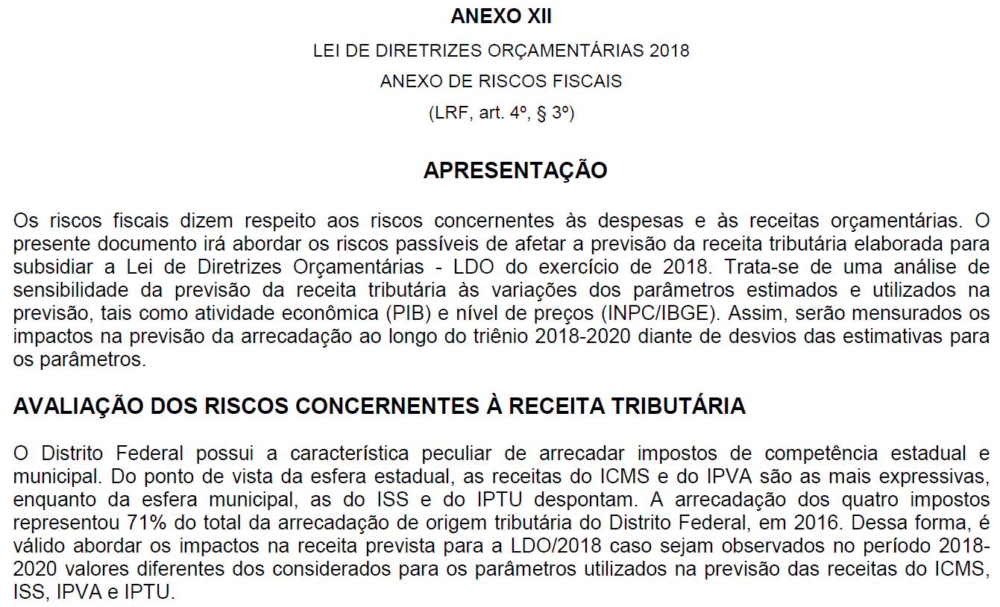 ANEXO XII
LEI DE DIRETRIZES ORÇAMENTÁRIAS 2018
ANEXO DE RISCOS FISCAIS
(LRF, art. 4º, § 3º)
APRESENTAÇÃO
Os riscos fiscais dizem respeito aos riscos concernentes às despesas e às receitas orçamentárias. O
presente documento irá abordar os riscos passíveis de afetar a previsão da receita tributária elaborada para
subsidiar a Lei de Diretrizes Orçamentárias - LDO do exercício de 2018. Trata-se de uma análise de
sensibilidade da previsão da receita tributária às variações dos parâmetros estimados e utilizados na
previsão, tais como atividade econômica (PIB) e nível de preços (INPC/IBGE). Assim, serão mensurados os
impactos na previsão da arrecadação ao longo do triênio 2018-2020 diante de desvios das estimativas para
os parâmetros.
AVALIAÇÃO DOS RISCOS CONCERNENTES À RECEITA TRIBUTÁRIA
O Distrito Federal possui a característica peculiar de arrecadar impostos de competência estadual e
municipal. Do ponto de vista da esfera estadual, as receitas do ICMS e do IPVA são as mais expressivas,
enquanto da esfera municipal, as do ISS e do IPTU despontam. A arrecadação dos quatro impostos
representou 71% do total da arrecadação de origem tributária do Distrito Federal, em 2016. Dessa forma, é
válido abordar os impactos na receita prevista para a LDO/2018 caso sejam observados no período 2018-
2020 valores diferentes dos considerados para os parâmetros utilizados na previsão das receitas do ICMS,
ISS, IPVA e IPTU.